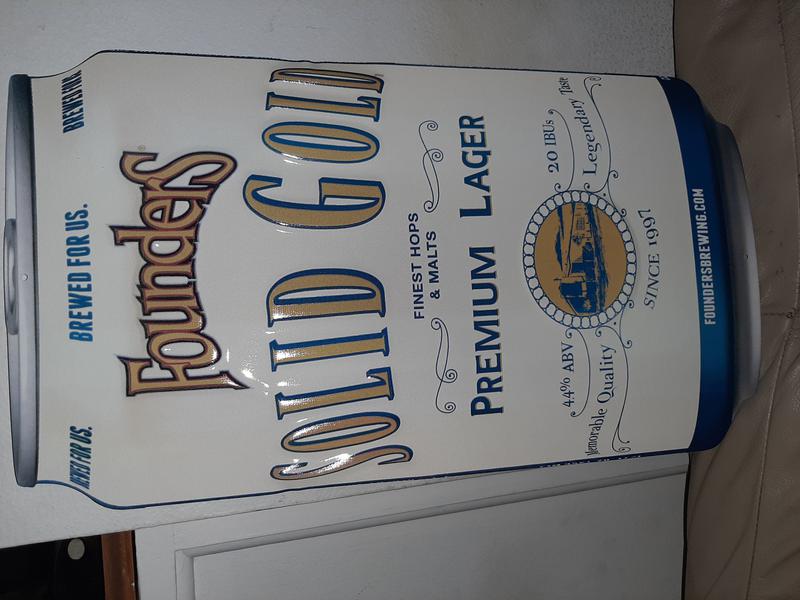 BREWED FOR US.
Founders
SOLID GOLD
FINEST HOPS
& MALTS
PREMIUM LAGER
4.4% ABV
20 IBUs
Memorable Quality
Legendary Taste
SINCE 1997
FOUNDERSBREWING.COM